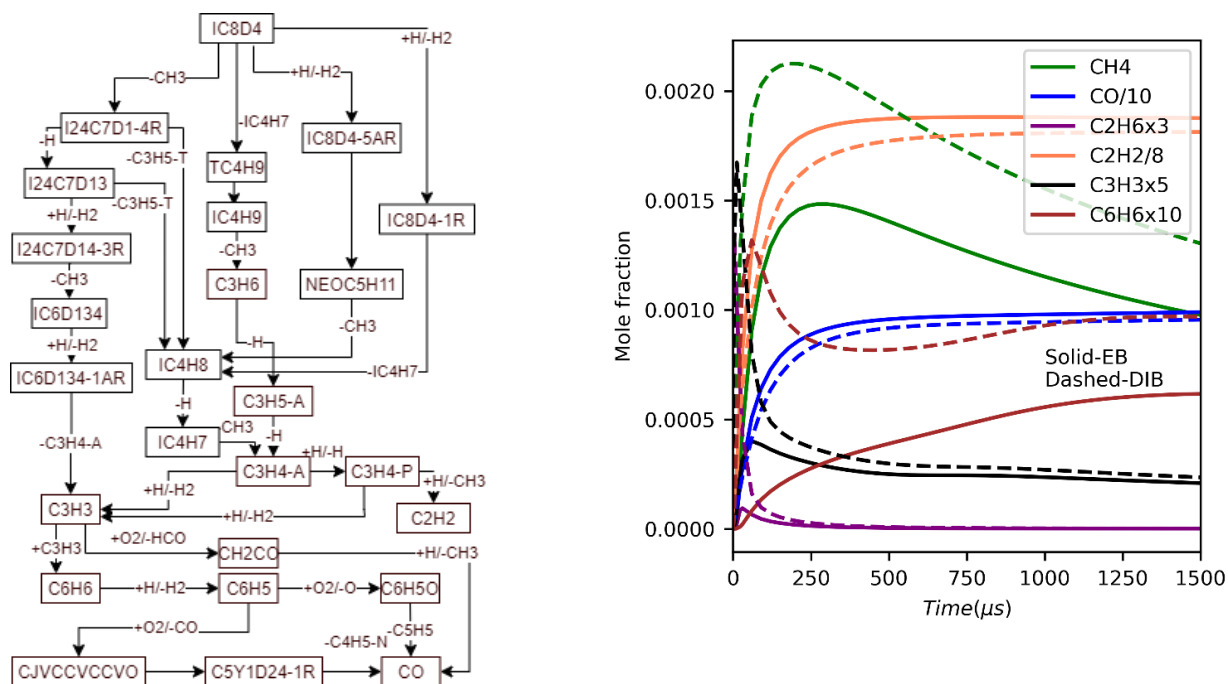 IC8D4
+H/-H2
-CH3
+H/-H2
I24C7D1-4R
-IC4H7
IC8D4-5AR
-H
-C3H5-T
TC4H9
I24C7D13
-C3H5-T
+H/-H2
IC4H9
IC8D4-1R
I24C7D14-3R
-CH3
-CH3
C3H6
NEOC5H11
IC6D134
-CH3
+H/-H2
-H
IC4H8
-IC4H7
IC6D134-1AR
-H
C3H5-A
CH3
-H
-C3H4-A
IC4H7
+H/-H
C3H4-A
C3H4-P
+H/-H2
+H/-CH3
C3H3
+H/-H2
C2H2
+C3H3
+O2/-HCO
CH2CO
+H/-CH3
C6H6
+H/-H2
C6H5
+O2/-O
C6H5O
+O2/-CO
-C4H5-N
-C5H5
CJVCCVCCVO
C5Y1D24-1R
CO
CH4
CO/10
C2H6x3
C2H2/8
C3H3x5
C6H6x10
Solid-EB
Dashed-DIB
Mole fraction
0.0020
0.0015
0.0010
0.0005
0.0000
0
250
500
750
1000
1250
1500
Time(μs)